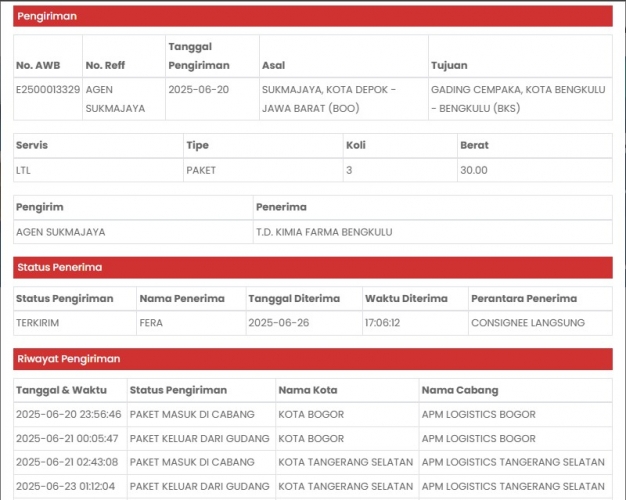 Pengiriman
No. AWB No. Reff Tanggal Pengiriman Asal Tujuan
E2500013329 AGEN SUKMAJAYA 2025-06-20 SUKMAJAYA, KOTA DEPOK - JAWA BARAT (BOO) GADING CEMPAKA, KOTA BENGKULU - BENGKULU (BKS)
Servis Tipe Koli Berat
LTL PAKET 3 30.00
Pengirim Penerima
AGEN SUKMAJAYA T.D. KIMIA FARMA BENGKULU
Status Penerima
Status Pengiriman Nama Penerima Tanggal Diterima Waktu Diterima Perantara Penerima
TERKIRIM FERA 2025-06-26 17:06:12 CONSIGNEE LANGSUNG
Riwayat Pengiriman
Tanggal & Waktu Status Pengiriman Nama Kota Nama Cabang
2025-06-20 23:56:46 PAKET MASUK DI CABANG KOTA BOGOR APM LOGISTICS BOGOR
2025-06-21 00:05:47 PAKET KELUAR DARI GUDANG KOTA BOGOR APM LOGISTICS BOGOR
2025-06-21 02:43:08 PAKET MASUK DI CABANG KOTA TANGERANG SELATAN APM LOGISTICS TANGERANG SELATAN
2025-06-23 01:12:04 PAKET KELUAR DARI GUDANG KOTA TANGERANG SELATAN APM LOGISTICS TANGERANG SELATAN